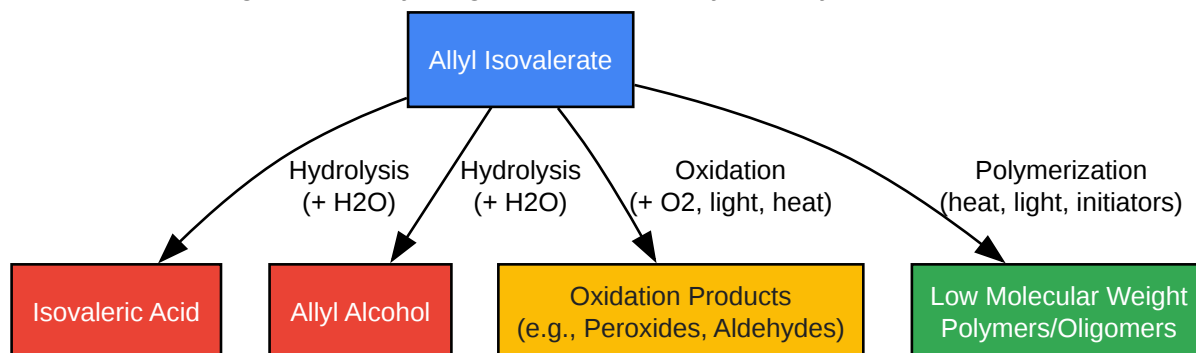 Allyl Isovalerate
Hydrolysis
(+ H2O)
Hydrolysis
(+ H2O)
Oxidation
(+ O2, light, heat)
Polymerization
(heat, light, initiators)
Isovaleric Acid
Allyl Alcohol
Oxidation Products
(e.g., Peroxides, Aldehydes)
Low Molecular Weight
Polymers/Oligomers